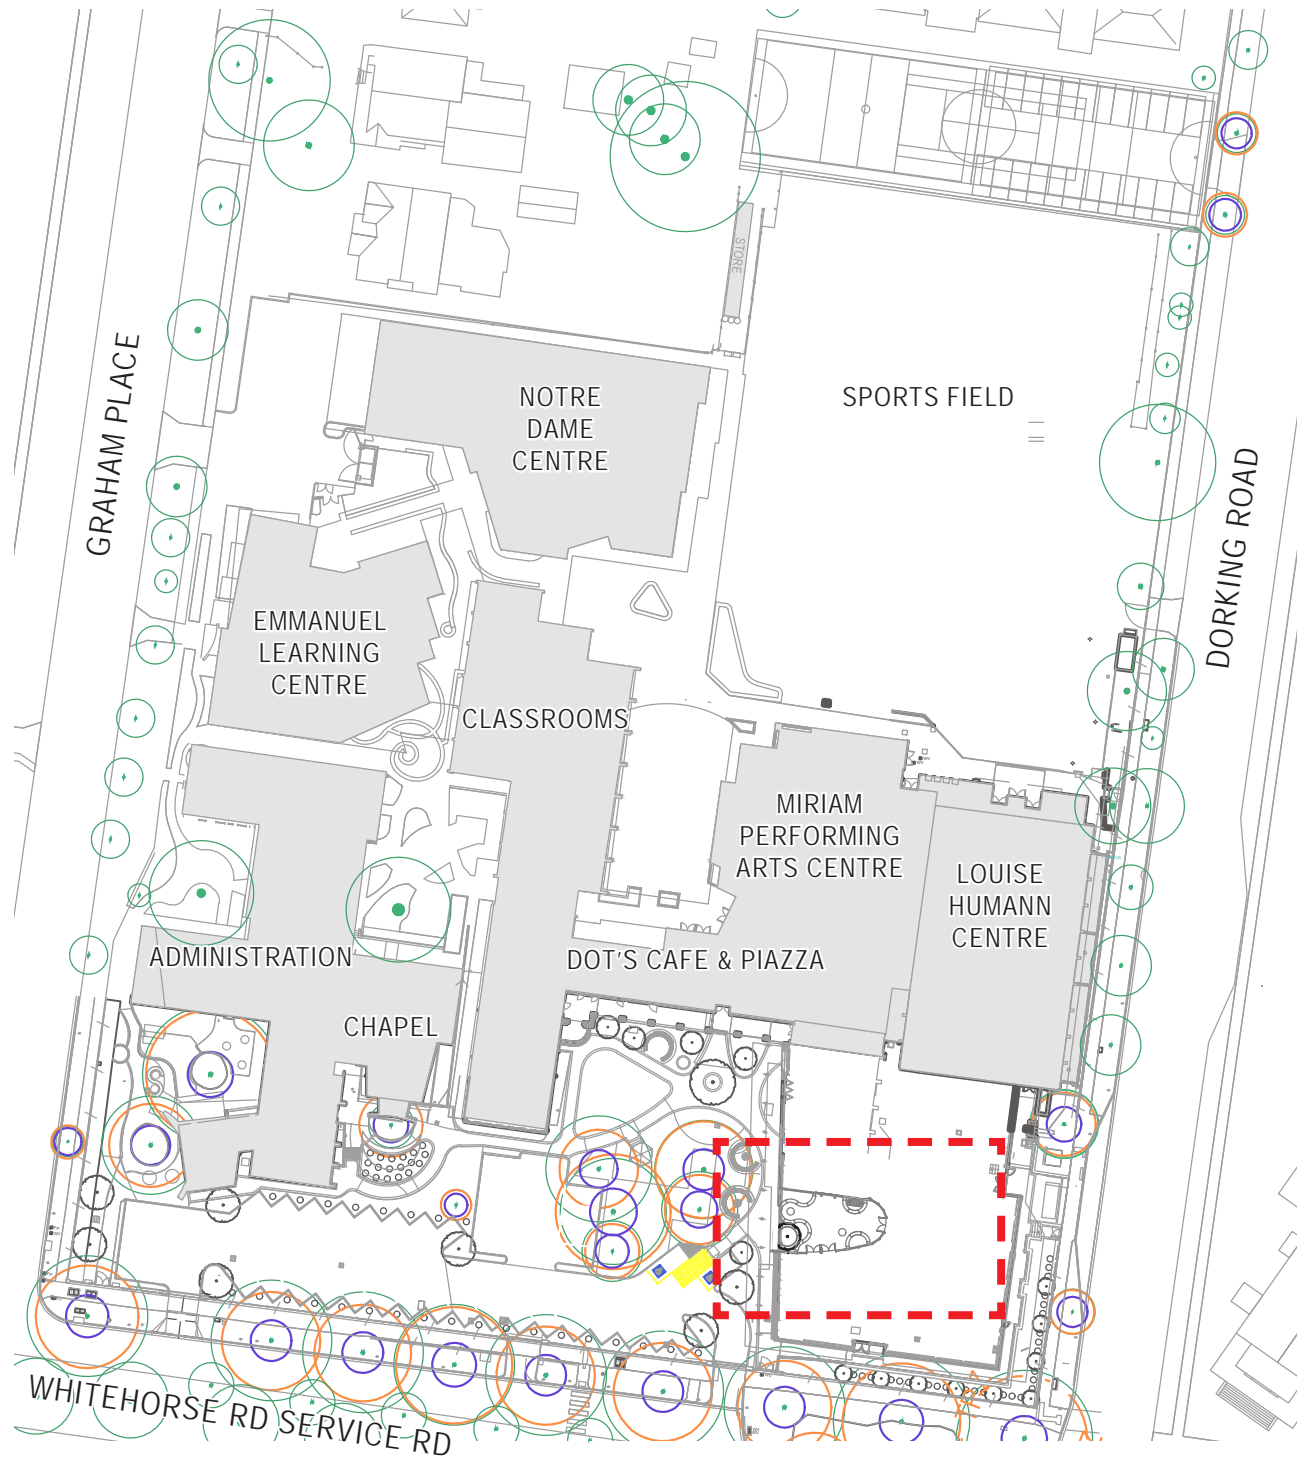 STORE
NOTRE
DAME
CENTRE
SPORTS FIELD
GRAHAM PLACE
DORKING ROAD
EMMANUEL
LEARNING
CENTRE
CLASSROOMS
MIRIAM
PERFORMING
ARTS CENTRE
LOUISE
HUMANN
CENTRE
ADMINISTRATION
DOT'S CAFE & PIAZZA
CHAPEL
WHITEHORSE RD SERVICE RD